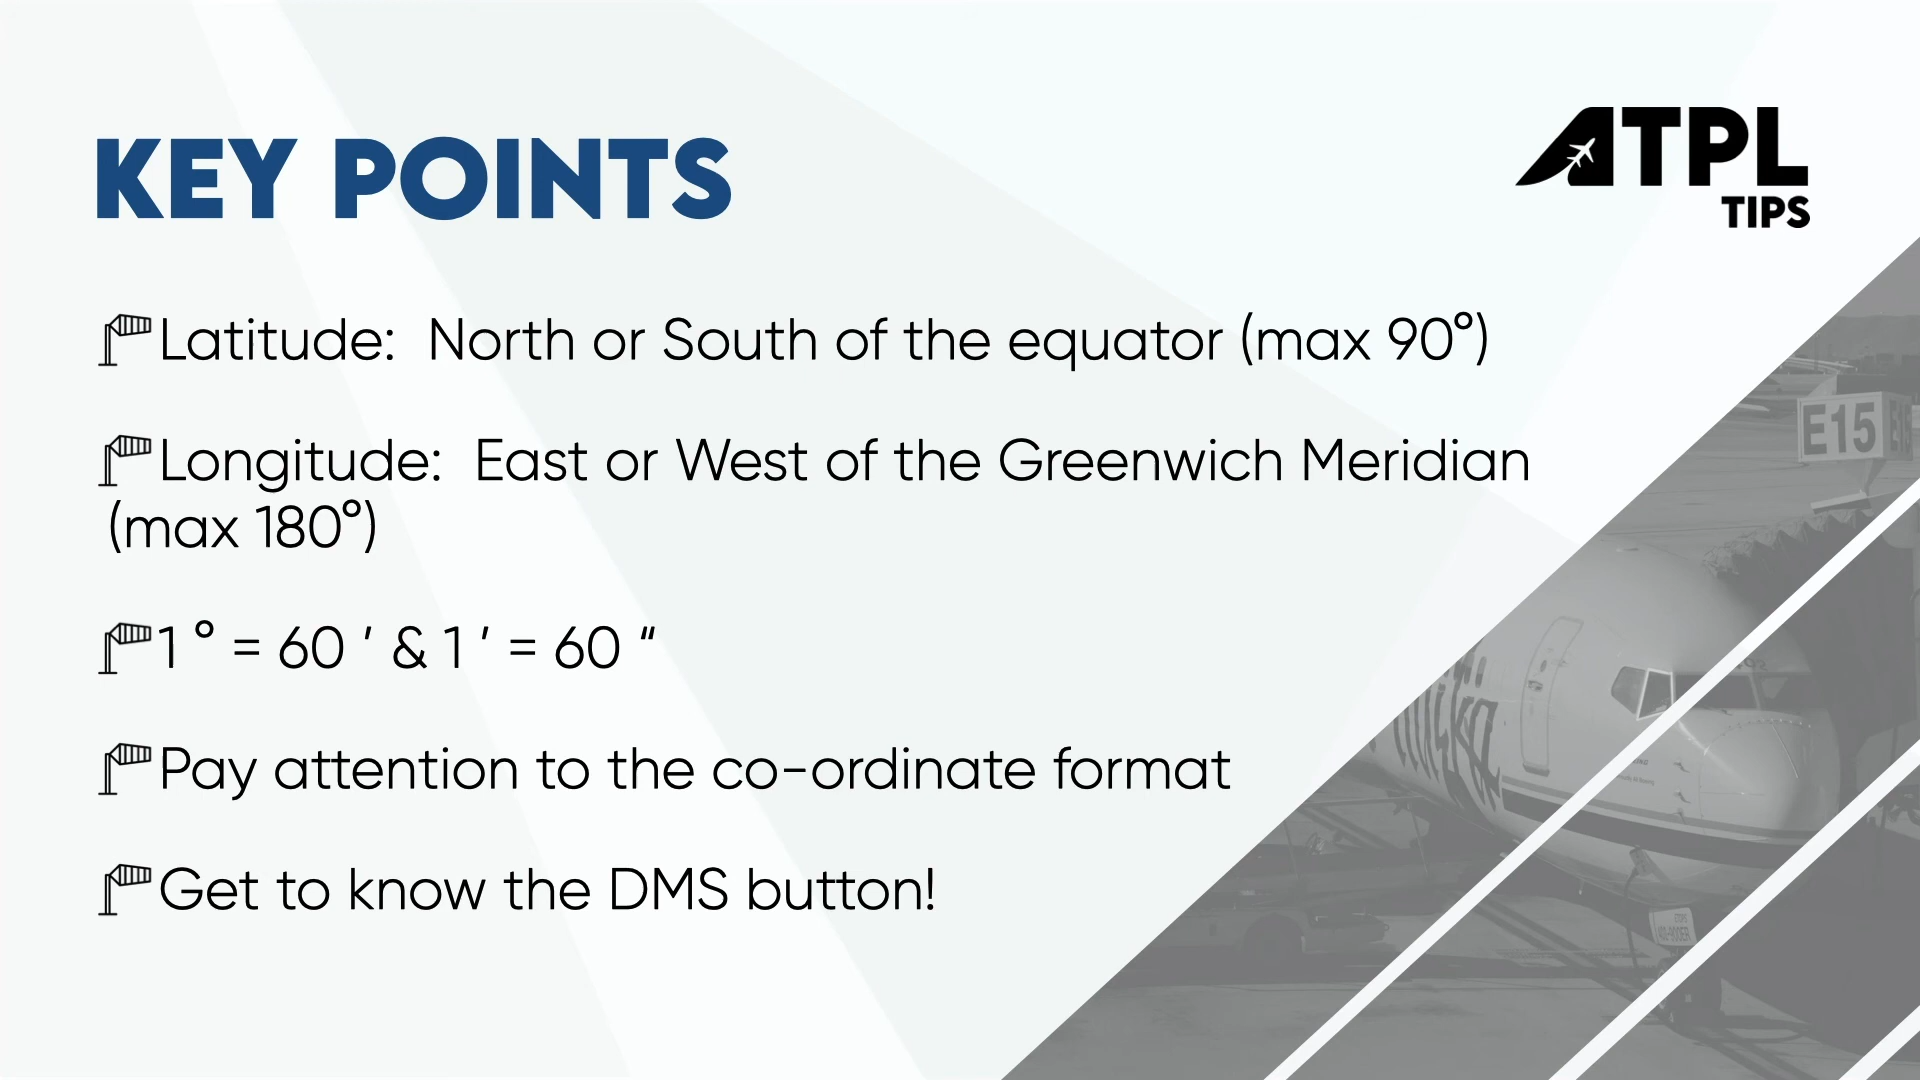 KEY POINTS
ATPL
TIPS
Latitude:  North or South of the equator (max 90°)
Longitude:  East or West of the Greenwich Meridian
(max 180°)
1 ° = 60 ′ & 1 ′ = 60 “
Pay attention to the co-ordinate format
Get to know the DMS button!
E15